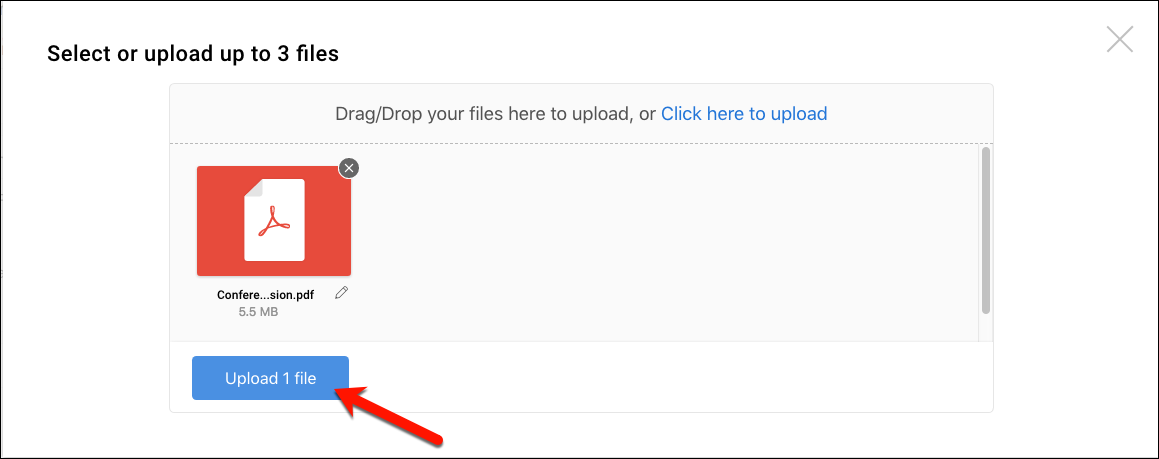 Select or upload up to 3 files
Drag/Drop your files here to upload, or Click here to upload
Confere...sion.pdf
5.5 MB
Upload 1 file